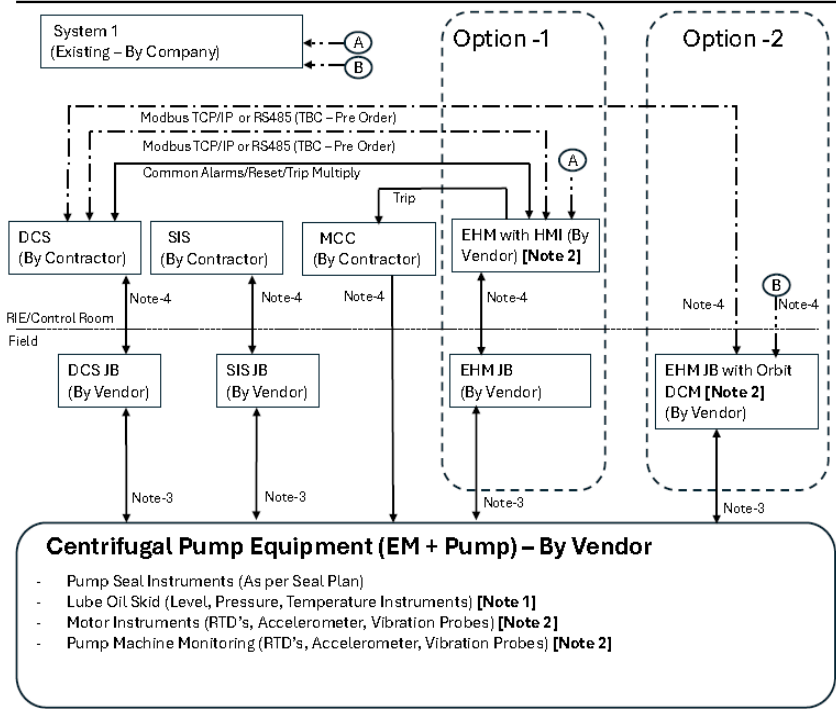 System 1
(Existing – By Company)
A
B
Option -1
Option -2
Modbus TCP/IP or RS485 (TBC – Pre Order)
Modbus TCP/IP or RS485 (TBC – Pre Order)
Common Alarms/Reset/Trip Multiply
A
Trip
DCS
(By Contractor)
SIS
(By Contractor)
MCC
(By Contractor)
EHM with HMI (By
Vendor) [Note 2]
B
Note-4
Note-4
Note-4
Note-4
Note-4
Note-4
RIE/Control Room
Field
DCS JB
(By Vendor)
SIS JB
(By Vendor)
EHM JB
(By Vendor)
EHM JB with Orbit
DCM [Note 2]
(By Vendor)
Note-3
Note-3
Note-3
Note-3
Centrifugal Pump Equipment (EM + Pump) – By Vendor
- Pump Seal Instruments (As per Seal Plan)
- Lube Oil Skid (Level, Pressure, Temperature Instruments) [Note 1]
- Motor Instruments (RTD's, Accelerometer, Vibration Probes) [Note 2]
- Pump Machine Monitoring (RTD's, Accelerometer, Vibration Probes) [Note 2]